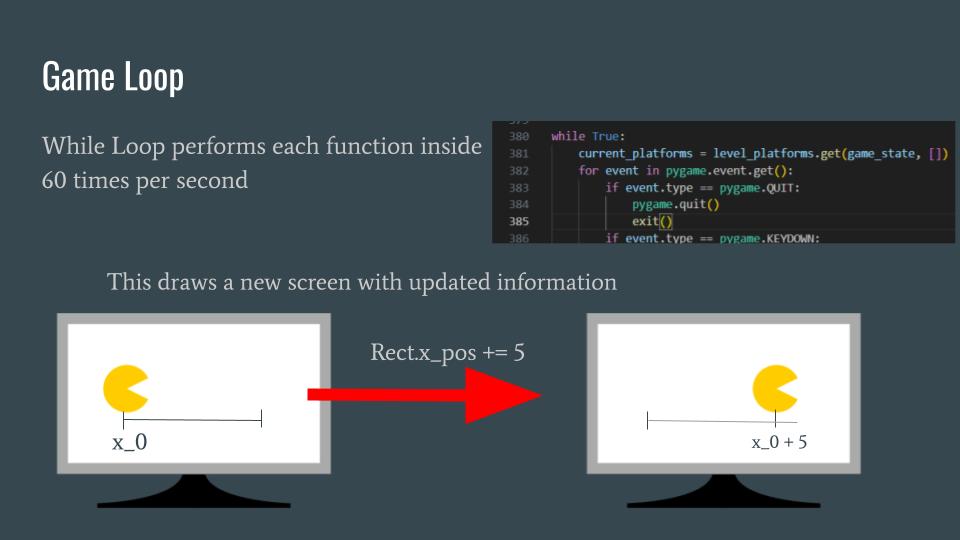 Game Loop
While Loop performs each function inside
60 times per second
380 while True:
381 current_platforms = level_platforms.get(game_state, [])
382 for event in pygame.event.get():
383 if event.type == pygame.QUIT:
384 pygame.quit()
385 exit()
386 if event.type == pygame.KEYDOWN:
This draws a new screen with updated information
Rect.x_pos += 5
x_0
x_0 + 5